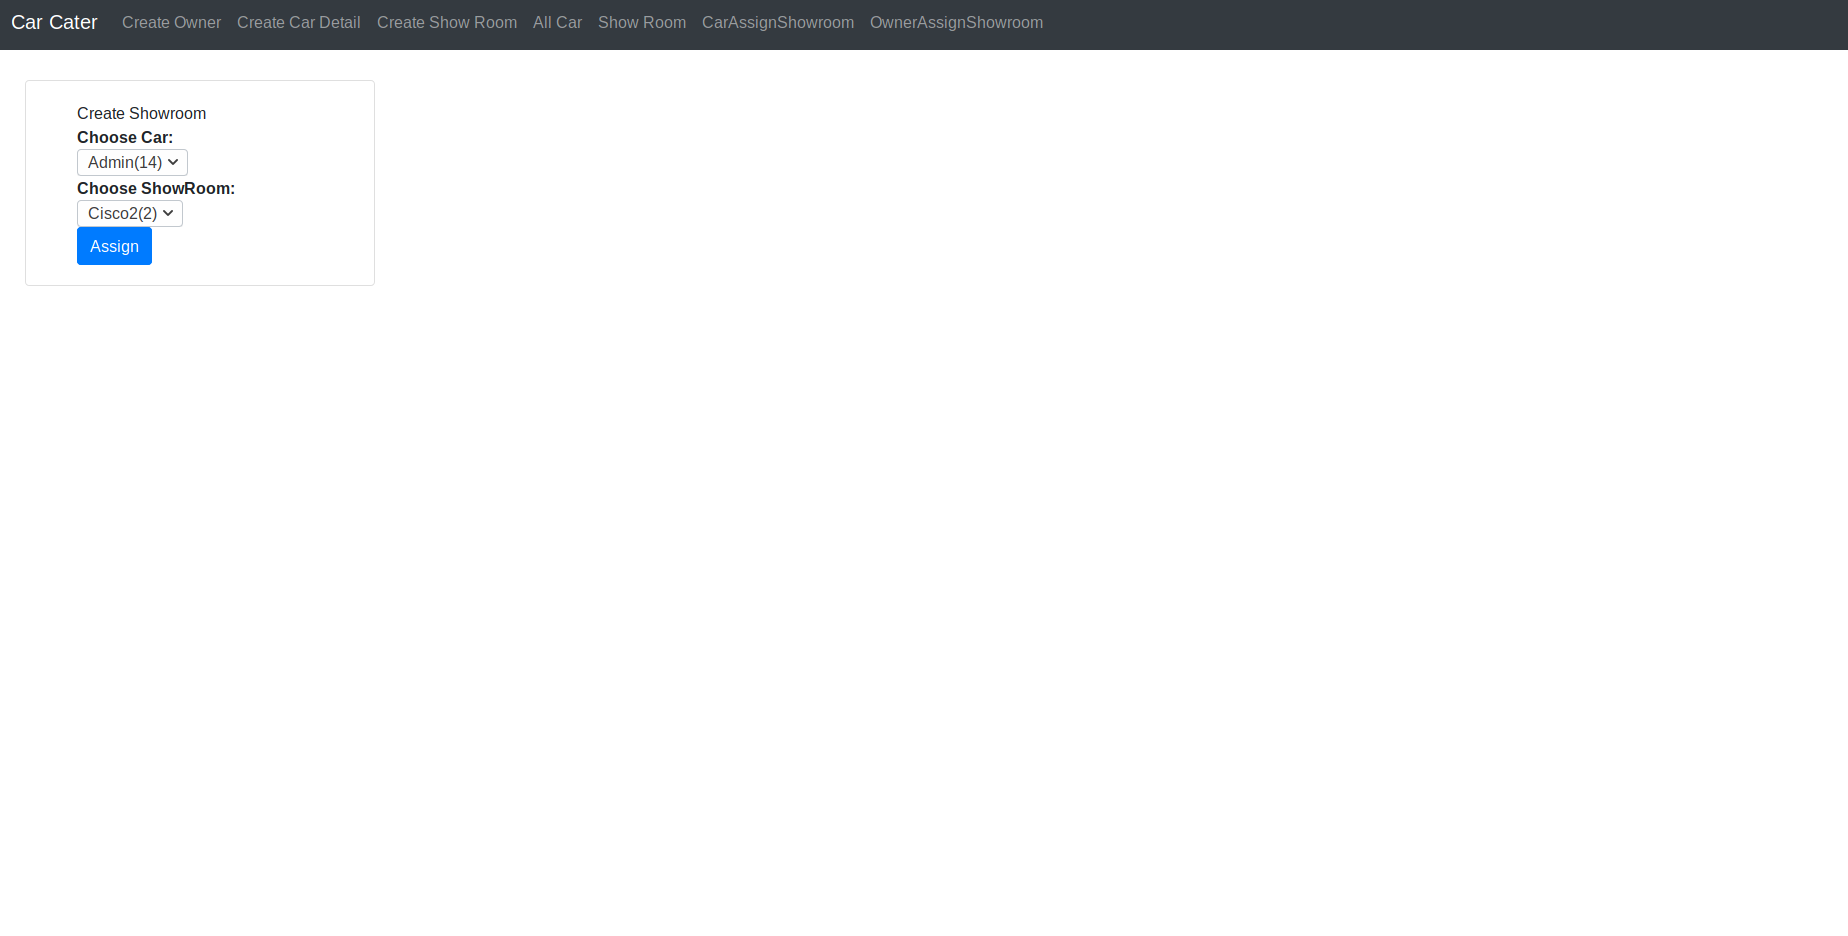 Car Cater Create Owner Create Car Detail Create Show Room All Car Show Room CarAssignShowroom OwnerAssignShowroom
Create Showroom
Choose Car:
Admin(14)
Choose ShowRoom:
Cisco2(2)
Assign